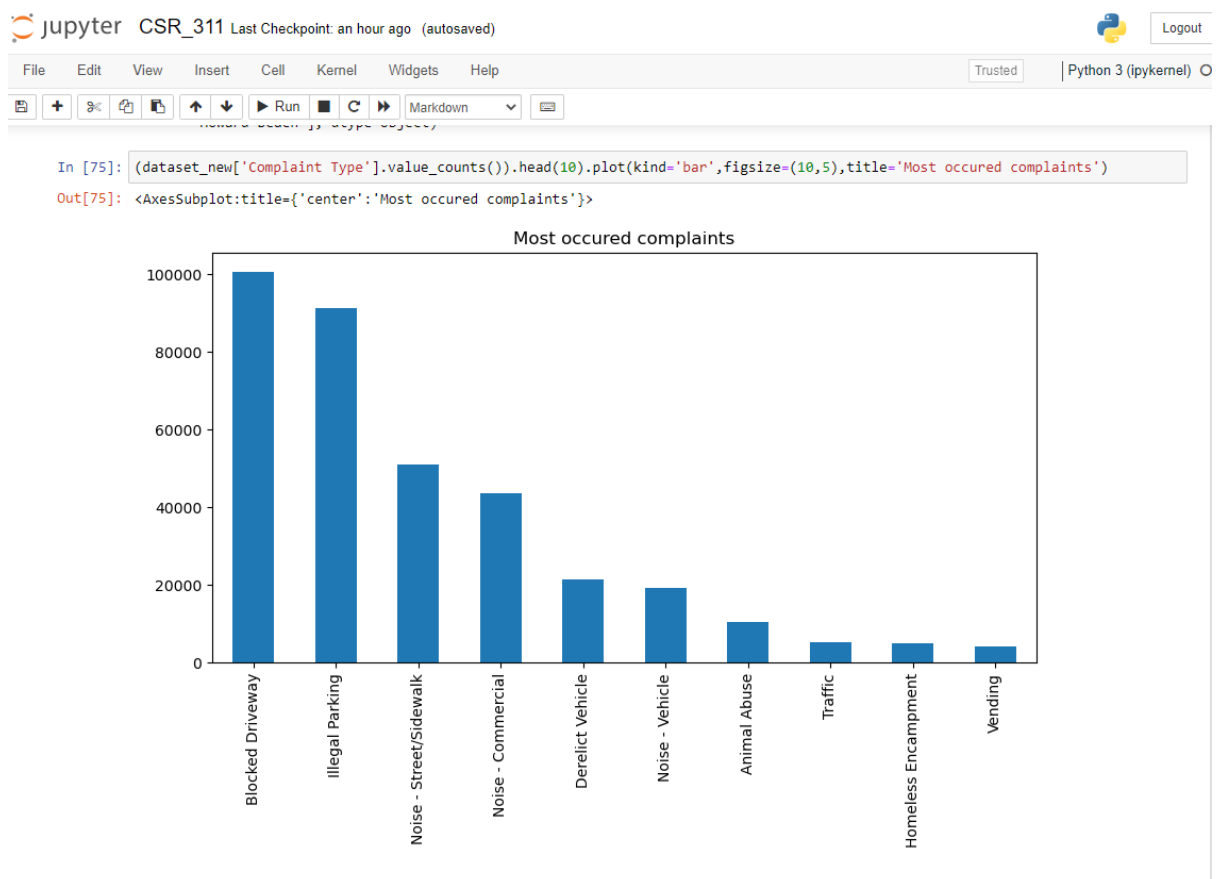 jupyter CSR_311 Last Checkpoint: an hour ago (autosaved) Logout
File Edit View Insert Cell Kernel Widgets Help Trusted Python 3 (ipykernel)
Run Markdown
In [75]: (dataset_new['Complaint Type'].value_counts()).head(10).plot(kind='bar',figsize=(10,5),title='Most occured complaints')
Out[75]: <AxesSubplot:title={'center':'Most occured complaints'}>
Most occured complaints
100000
80000
60000
40000
20000
0
Blocked Driveway
Illegal Parking
Noise - Street/Sidewalk
Noise - Commercial
Derelict Vehicle
Noise - Vehicle
Animal Abuse
Traffic
Homeless Encampment
Vending